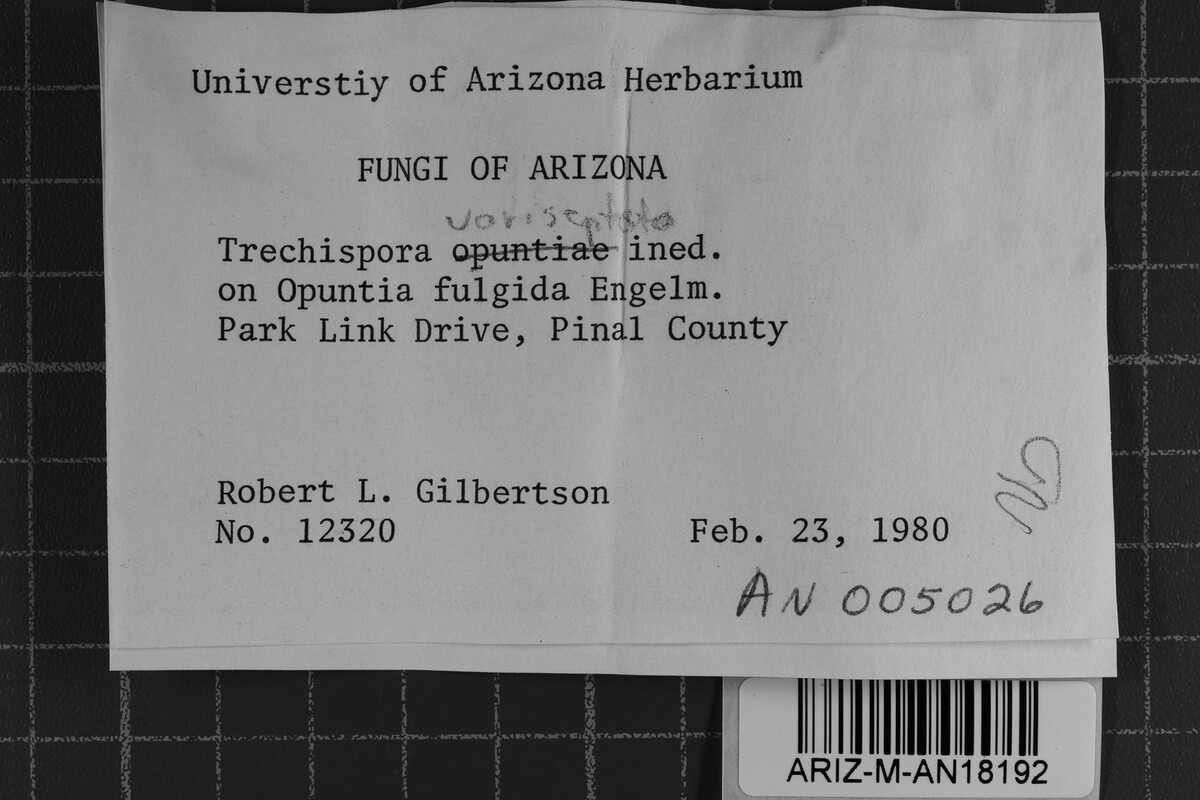 Universtiy of Arizona Herbarium
FUNGI OF ARIZONA
variseptata
Trechispora opuntiae ined.
on Opuntia fulgida Engelm.
Park Link Drive, Pinal County
Robert L. Gilbertson
No. 12320
Feb. 23, 1980
AN 005026
ARIZ-M-AN18192